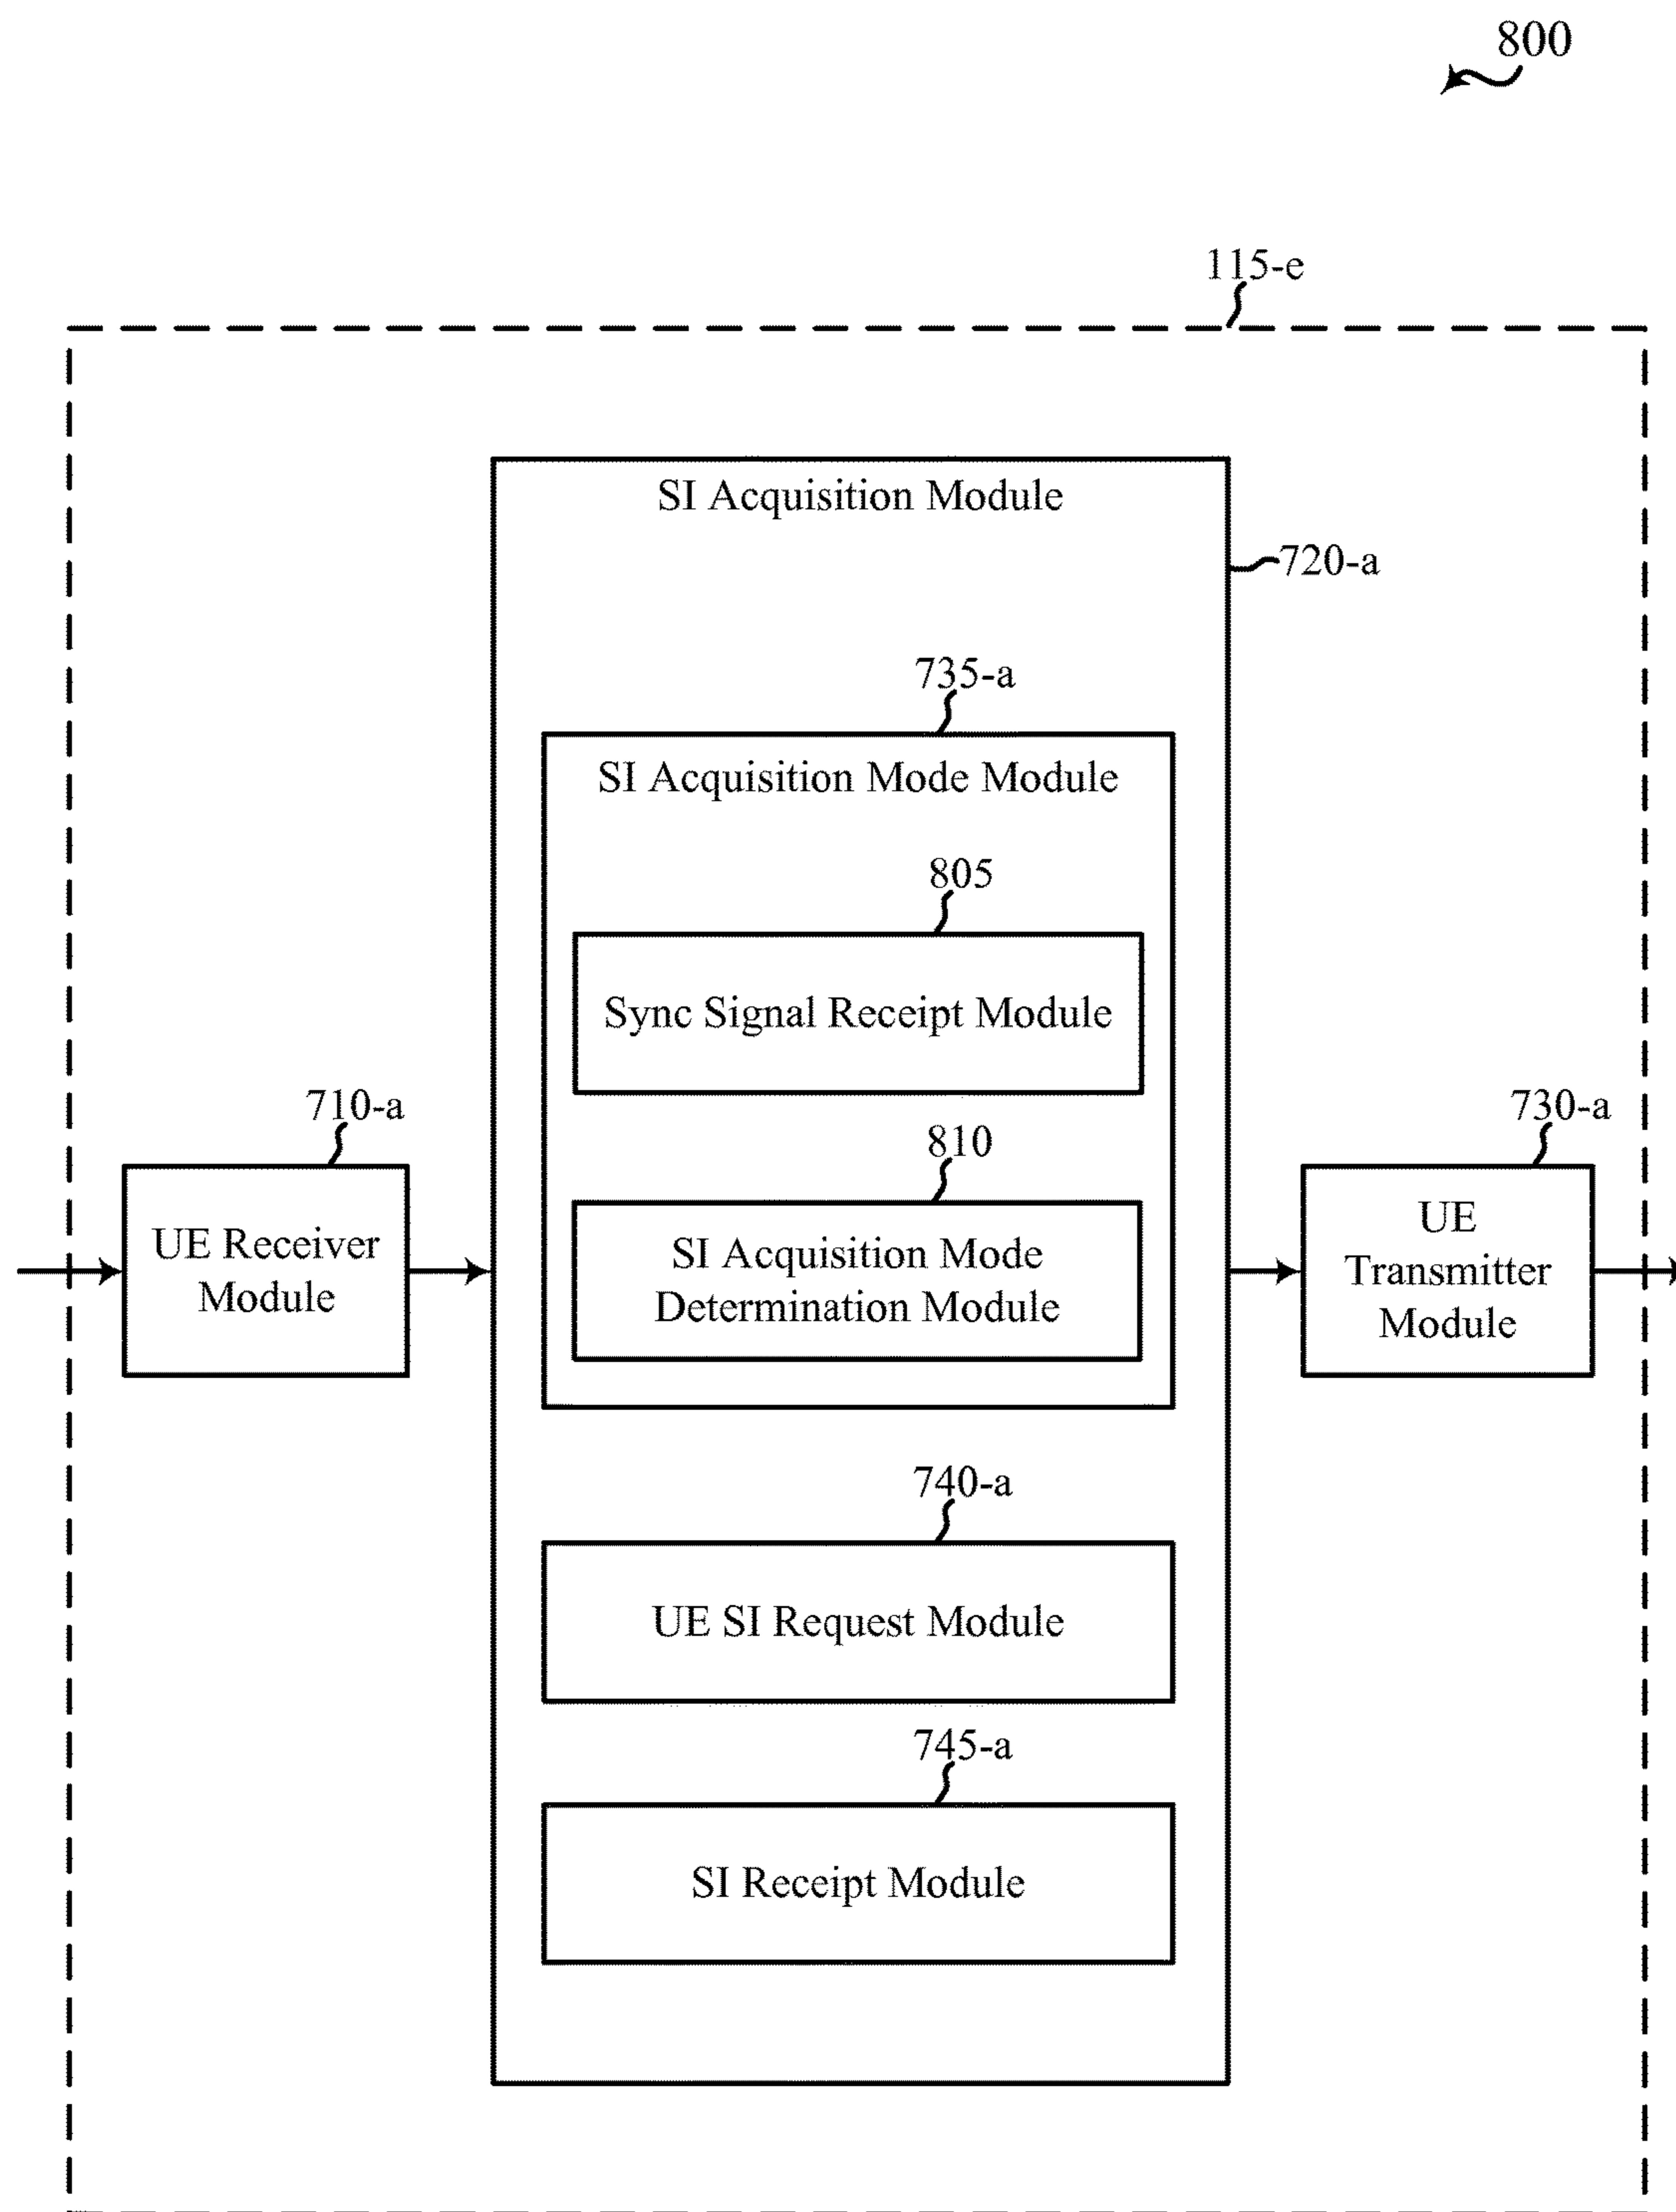 800
115-e
SI Acquisition Module
720-a
735-a
SI Acquisition Mode Module
805
Sync Signal Receipt Module
710-a
UE Receiver
Module
810
SI Acquisition Mode
Determination Module
730-a
UE
Transmitter
Module
740-a
UE SI Request Module
745-a
SI Receipt Module